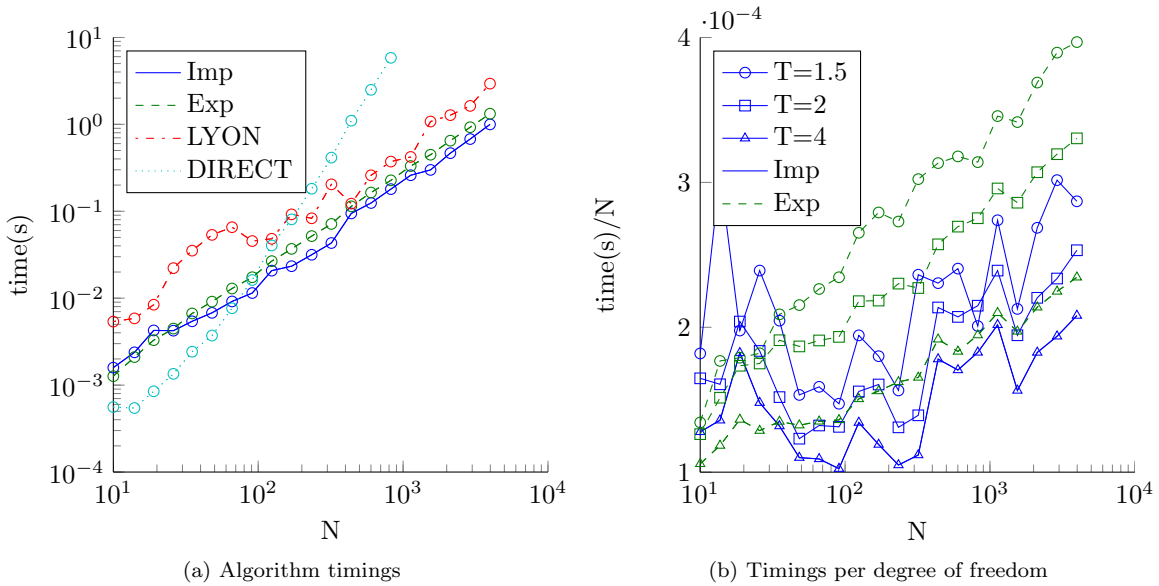 10^1
10^0
10^−1
10^−2
10^−3
10^−4
time(s)
Imp
Exp
LYON
DIRECT
10^1
10^2
10^3
10^4
N
(a) Algorithm timings
·10^−4
4
3
2
1
time(s)/N
T=1.5
T=2
T=4
Imp
Exp
10^1
10^2
10^3
10^4
N
(b) Timings per degree of freedom